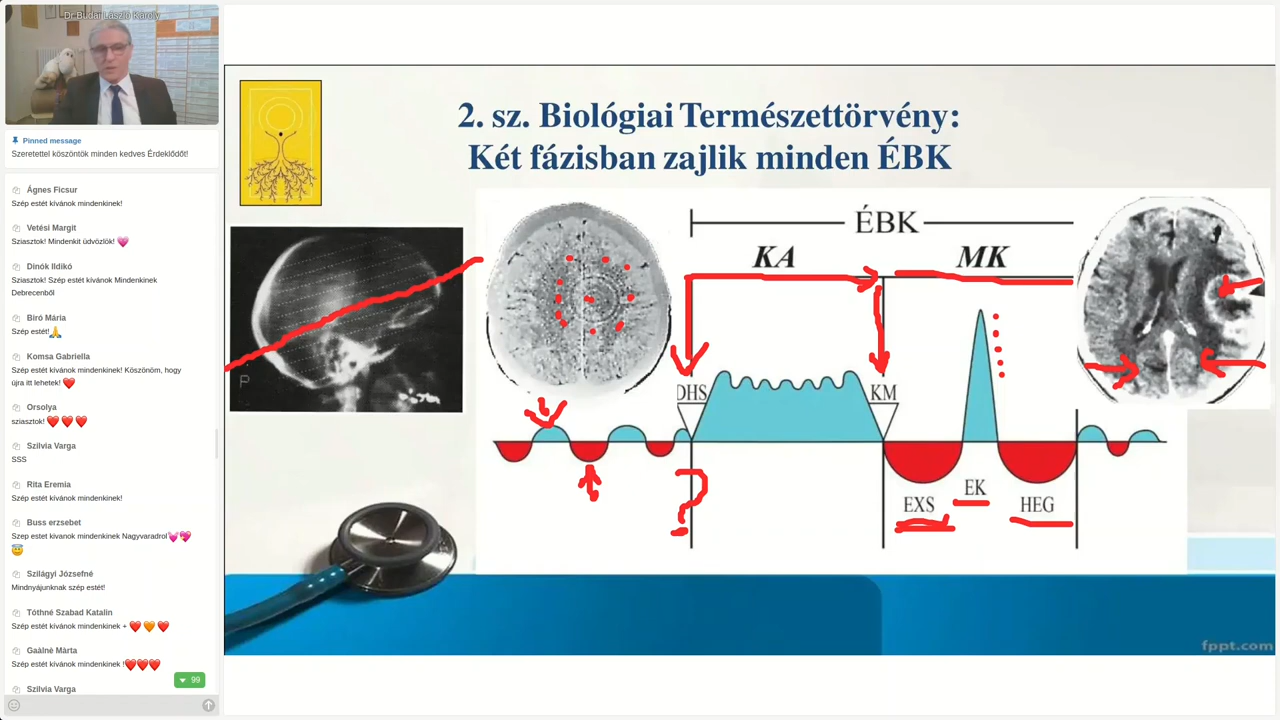 Dr Budai László Károly
Pinned message
Szeretettel köszöntök minden kedves Érdeklődőt!
Ágnes Ficsur
Szép estét kívánok mindenkinek!
Vetési Margit
Sziasztok! Mindenkit üdvözlök! 💗
Dinók Ildikó
Sziasztok! Szép estét kívánok Mindenkinek
Debrecenből
Biró Mária
Szép estét!🙏
Komsa Gabriella
Szép estét kívánok mindenkinek! Köszönöm, hogy
újra itt lehetek! ❤️
Orsolya
sziasztok! ❤️ ❤️ ❤️
Szilvia Varga
SSS
Rita Eremia
Szép estét kívánok mindenkinek!
Buss erzsebet
Szep estet kivanok mindenkinek Nagyvaradrol💓💖
😇
Szilágyi Józsefné
Mindnyájunknak szép estét!
Tóthné Szabad Katalin
Szép estét kívánok mindenkinek + ❤️ 🧡 ❤️
Gaàlnè Màrta
Szép estét kívánok mindenkinek !❤️❤️❤️
99
Szilvia Varga
2. sz. Biológiai Természettörvény:
Két fázisban zajlik minden ÉBK
P
ÉBK
KA
MK
DHS
KM
EXS
EK
HEG
?
fppt.com